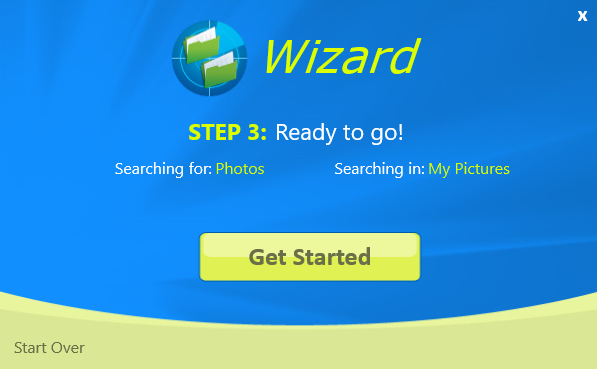 x
Wizard
STEP 3: Ready to go!
Searching for: Photos Searching in: My Pictures
Get Started
Start Over